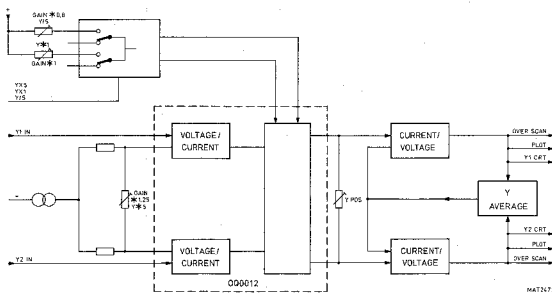 +
GAIN ✱ 0,8
Y/5
Y✱1
GAIN✱1
YX5
YX1
Y/5
Y1 IN
VOLTAGE/
CURRENT
CURRENT/
VOLTAGE
OVER SCAN
PLOT
Y1 CRT
-
GAIN
✱ 1,25
Y✱5
Y POS
Y
AVERAGE
Y2 CRT
PLOT
OVER SCAN
Y2 IN
VOLTAGE/
CURRENT
CURRENT/
VOLTAGE
OQ0012
MAT247